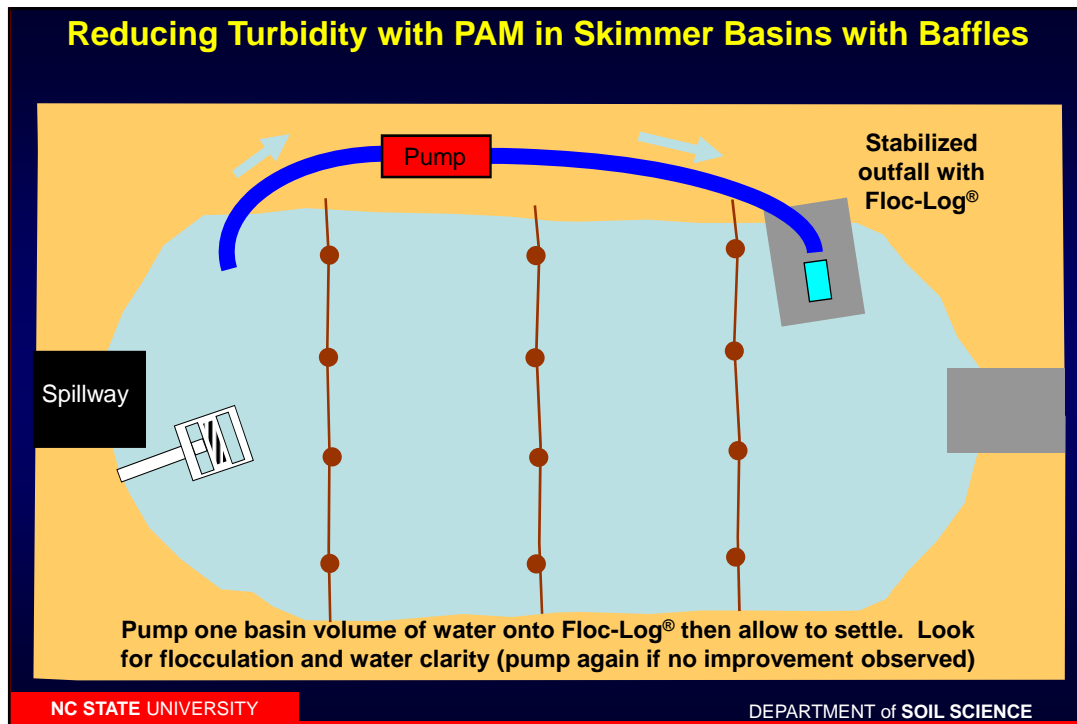 Reducing Turbidity with PAM in Skimmer Basins with Baffles
Pump
Stabilized
outfall with
Floc-Log®
Spillway
Pump one basin volume of water onto Floc-Log® then allow to settle.  Look
for flocculation and water clarity (pump again if no improvement observed)
NC STATE UNIVERSITY
DEPARTMENT of SOIL SCIENCE